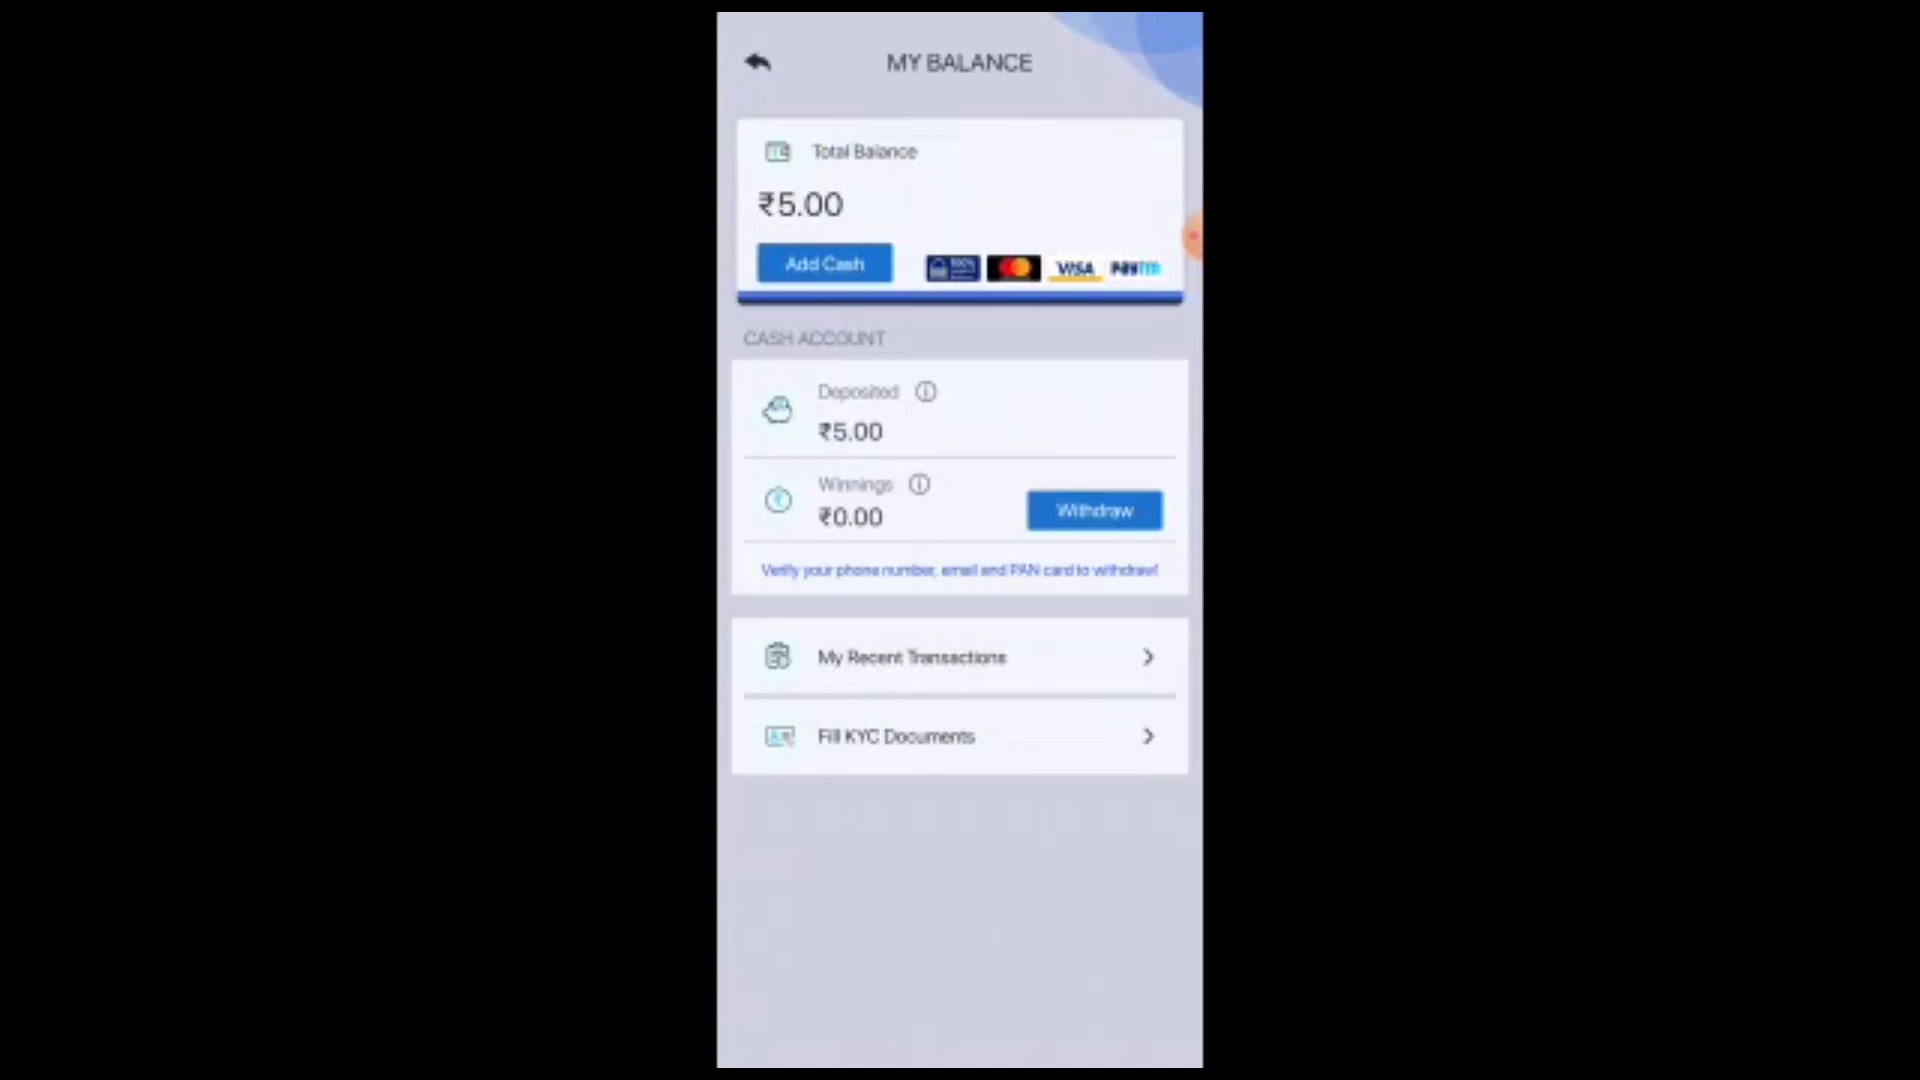 MY BALANCE
Total Balance
₹5.00
Add Cash
100%
VISA
Paytm
CASH ACCOUNT
Deposited
₹5.00
Winnings
₹0.00
Withdraw
Verify your phone number, email and PAN card to withdraw!
My Recent Transactions
Fill KYC Documents